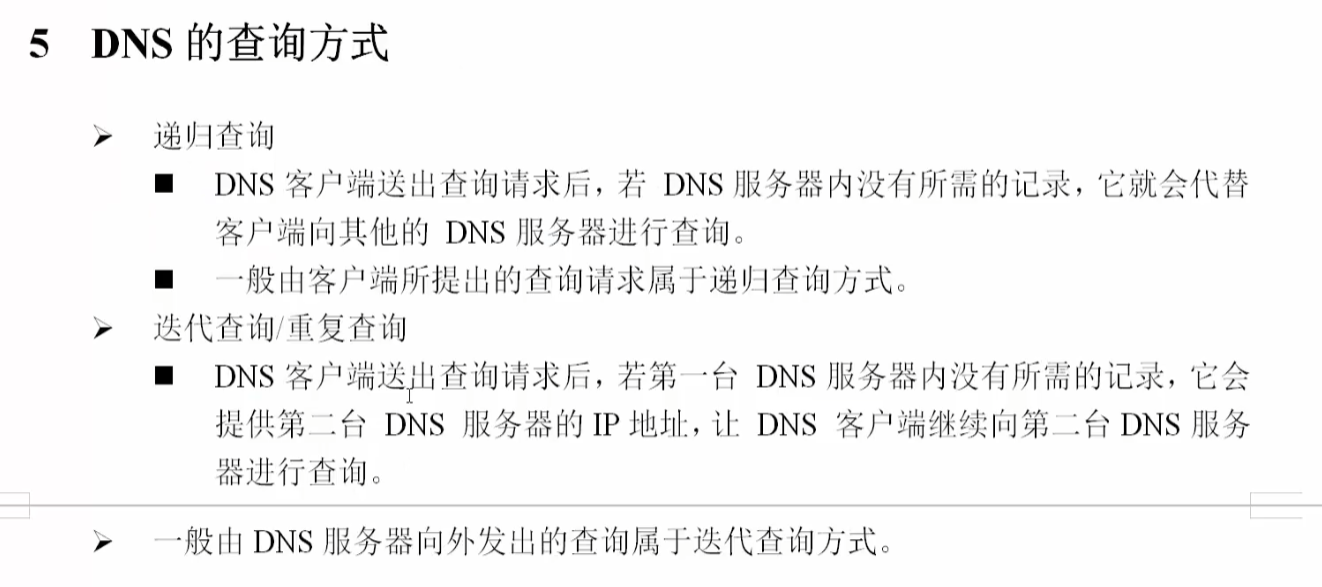 5 DNS 的查询方式
➢ 递归查询
■ DNS 客户端送出查询请求后，若 DNS 服务器内没有所需的记录，它就会代替
客户端向其他的 DNS 服务器进行查询。
■ 一般由客户端所提出的查询请求属于递归查询方式。
➢ 迭代查询/重复查询
■ DNS 客户端送出查询请求后，若第一台 DNS 服务器内没有所需的记录，它会
提供第二台 DNS 服务器的 IP 地址，让 DNS 客户端继续向第二台 DNS 服务
器进行查询。
➢ 一般由 DNS 服务器向外发出的查询属于迭代查询方式。